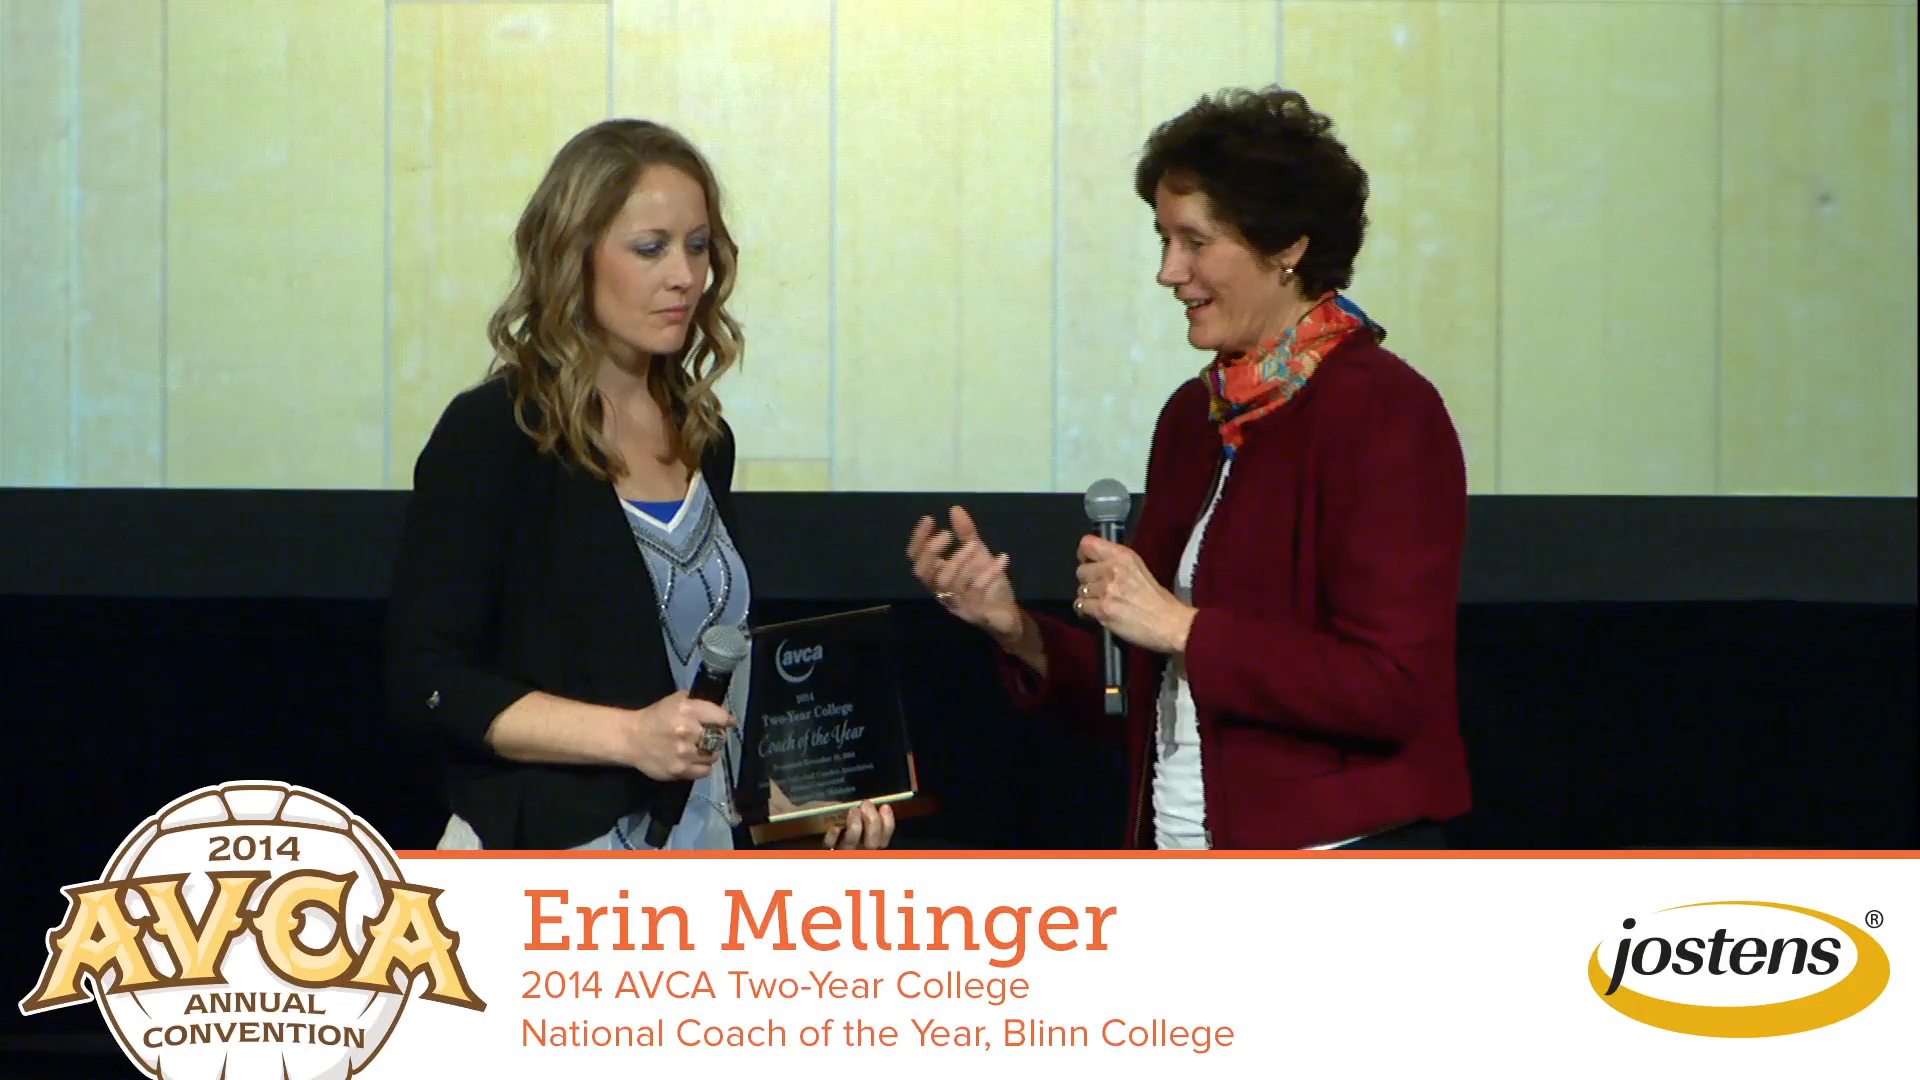 avca
2014
Two-Year College
Coach of the Year
2014
AVCA
ANNUAL
CONVENTION
Erin Mellinger
2014 AVCA Two-Year College
National Coach of the Year, Blinn College
jostens®